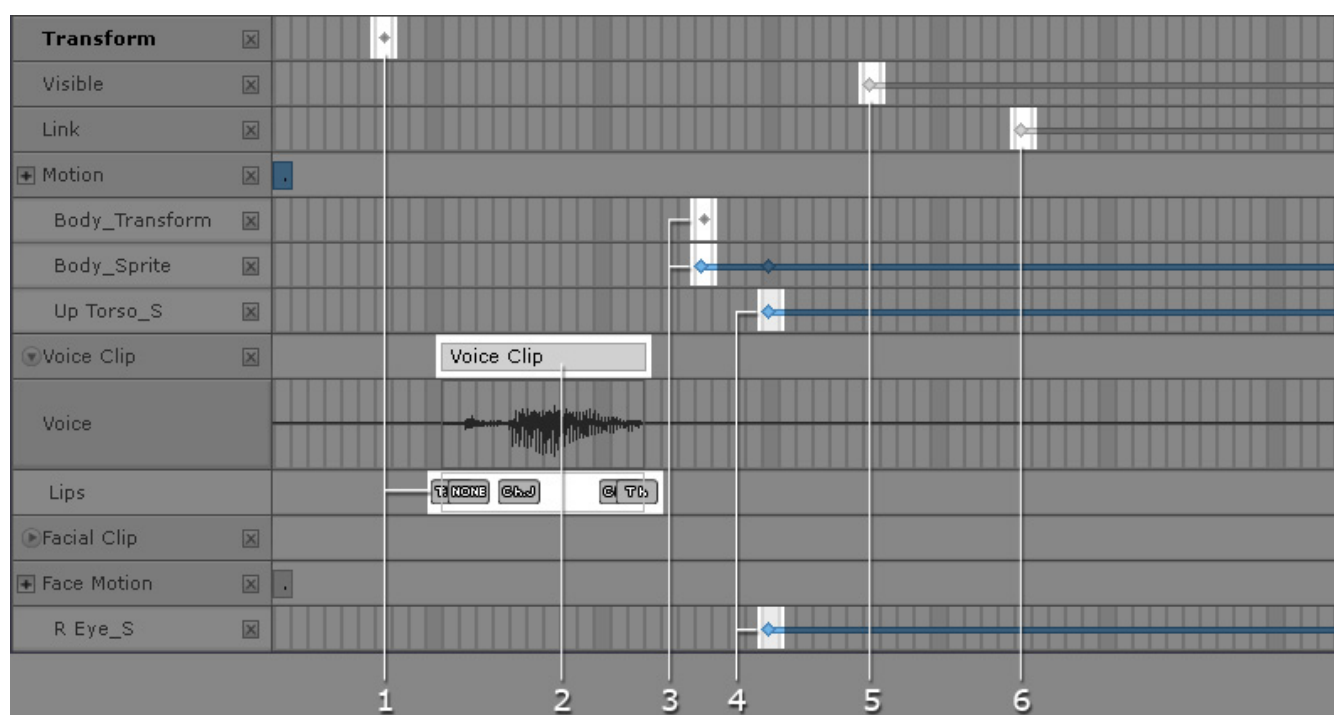 Transform
Visible
Link
Motion
Body_Transform
Body_Sprite
Up Torso_S
Voice Clip Voice Clip
Voice
Lips NONE Ch.J Th
Facial Clip
Face Motion
R Eye_S
1 2 3 4 5 6